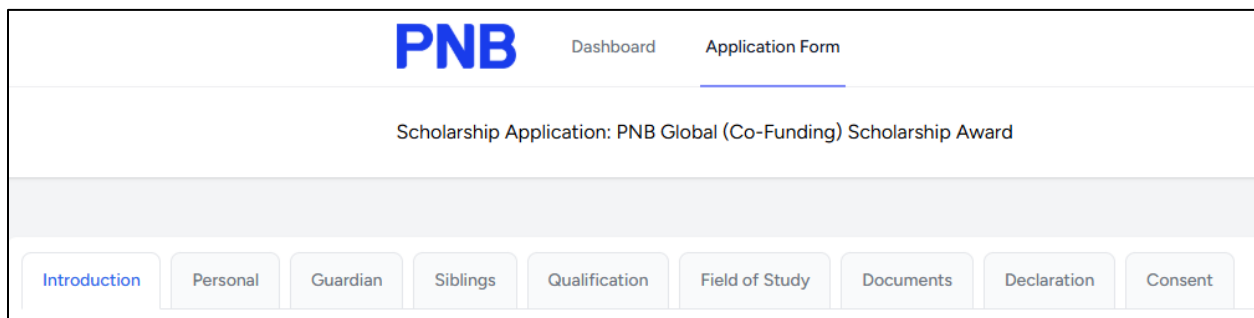 PNB Dashboard Application Form
Scholarship Application: PNB Global (Co-Funding) Scholarship Award
Introduction Personal Guardian Siblings Qualification Field of Study Documents Declaration Consent